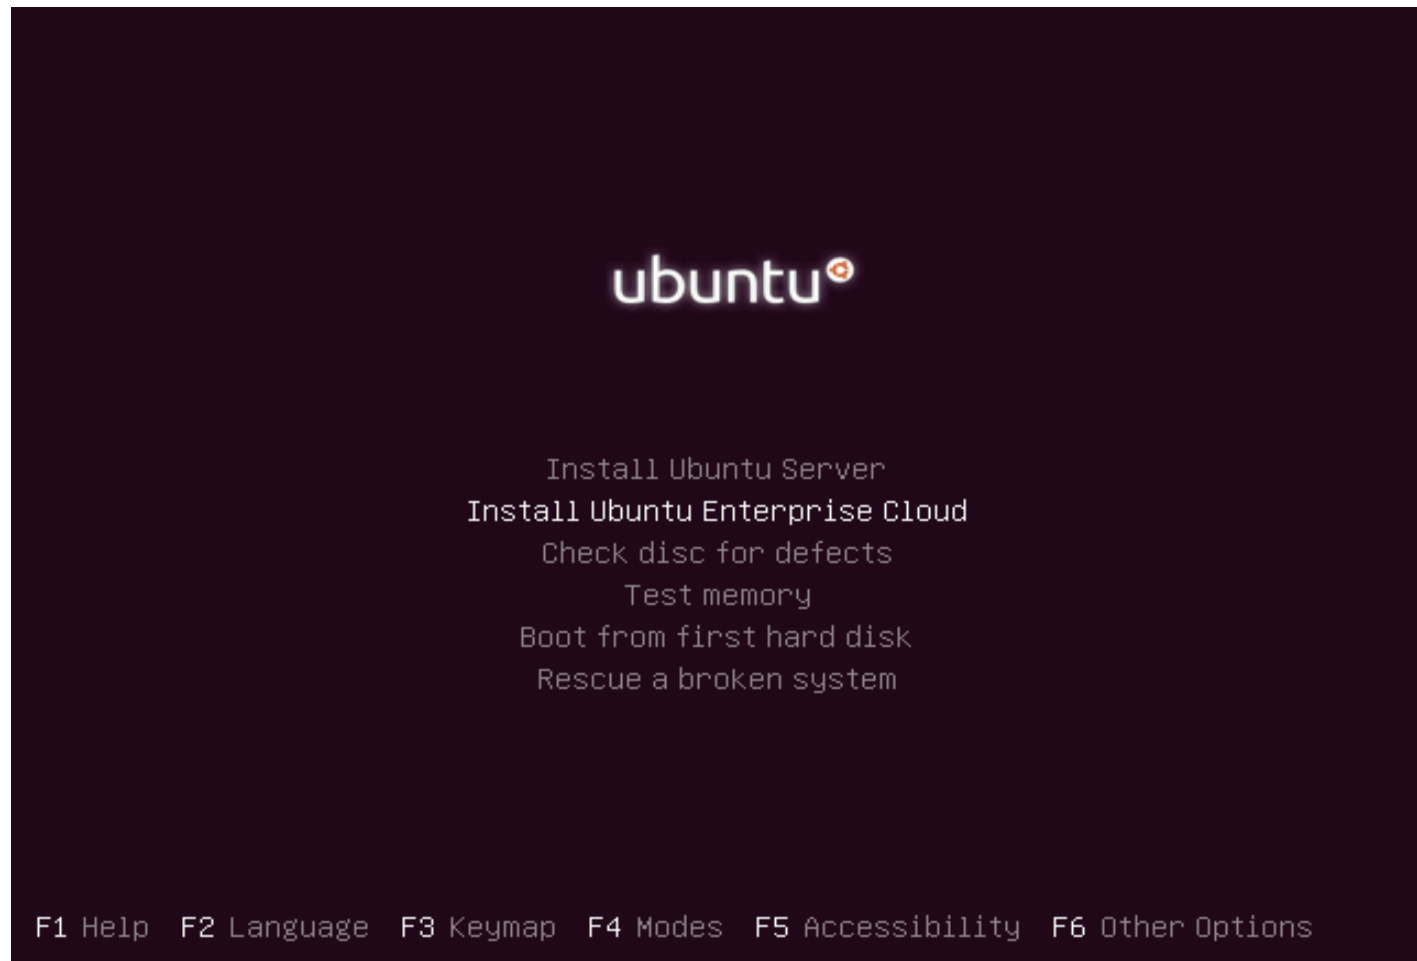 ubuntu
Install Ubuntu Server
Install Ubuntu Enterprise Cloud
Check disc for defects
Test memory
Boot from first hard disk
Rescue a broken system
F1 Help F2 Language F3 Keymap F4 Modes F5 Accessibility F6 Other Options